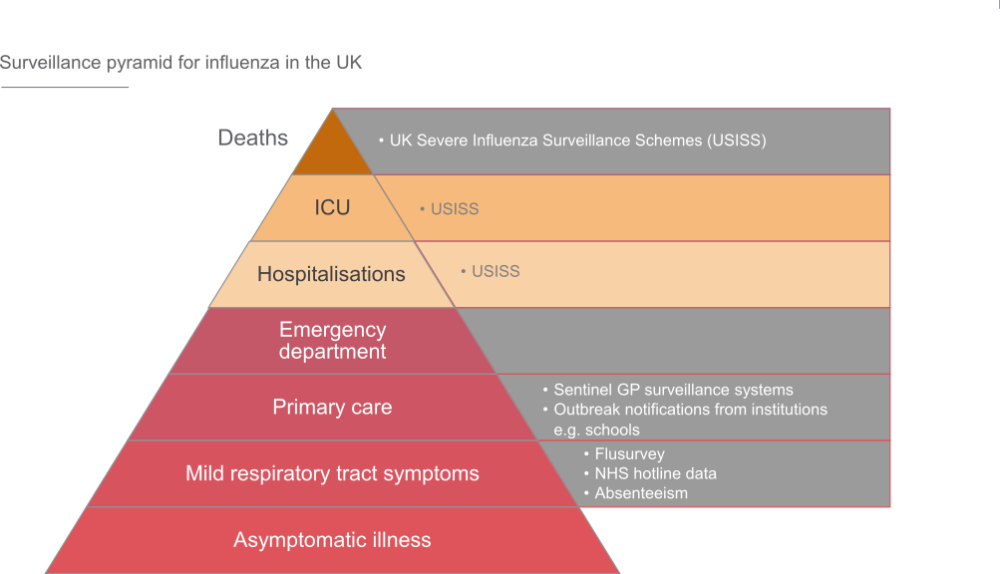 Surveillance pyramid for influenza in the UK
Deaths
• UK Severe Influenza Surveillance Schemes (USISS)
ICU
• USISS
Hospitalisations
• USISS
Emergency
department
Primary care
• Sentinel GP surveillance systems
• Outbreak notifications from institutions
e.g. schools
Mild respiratory tract symptoms
• Flusurvey
• NHS hotline data
• Absenteeism
Asymptomatic illness